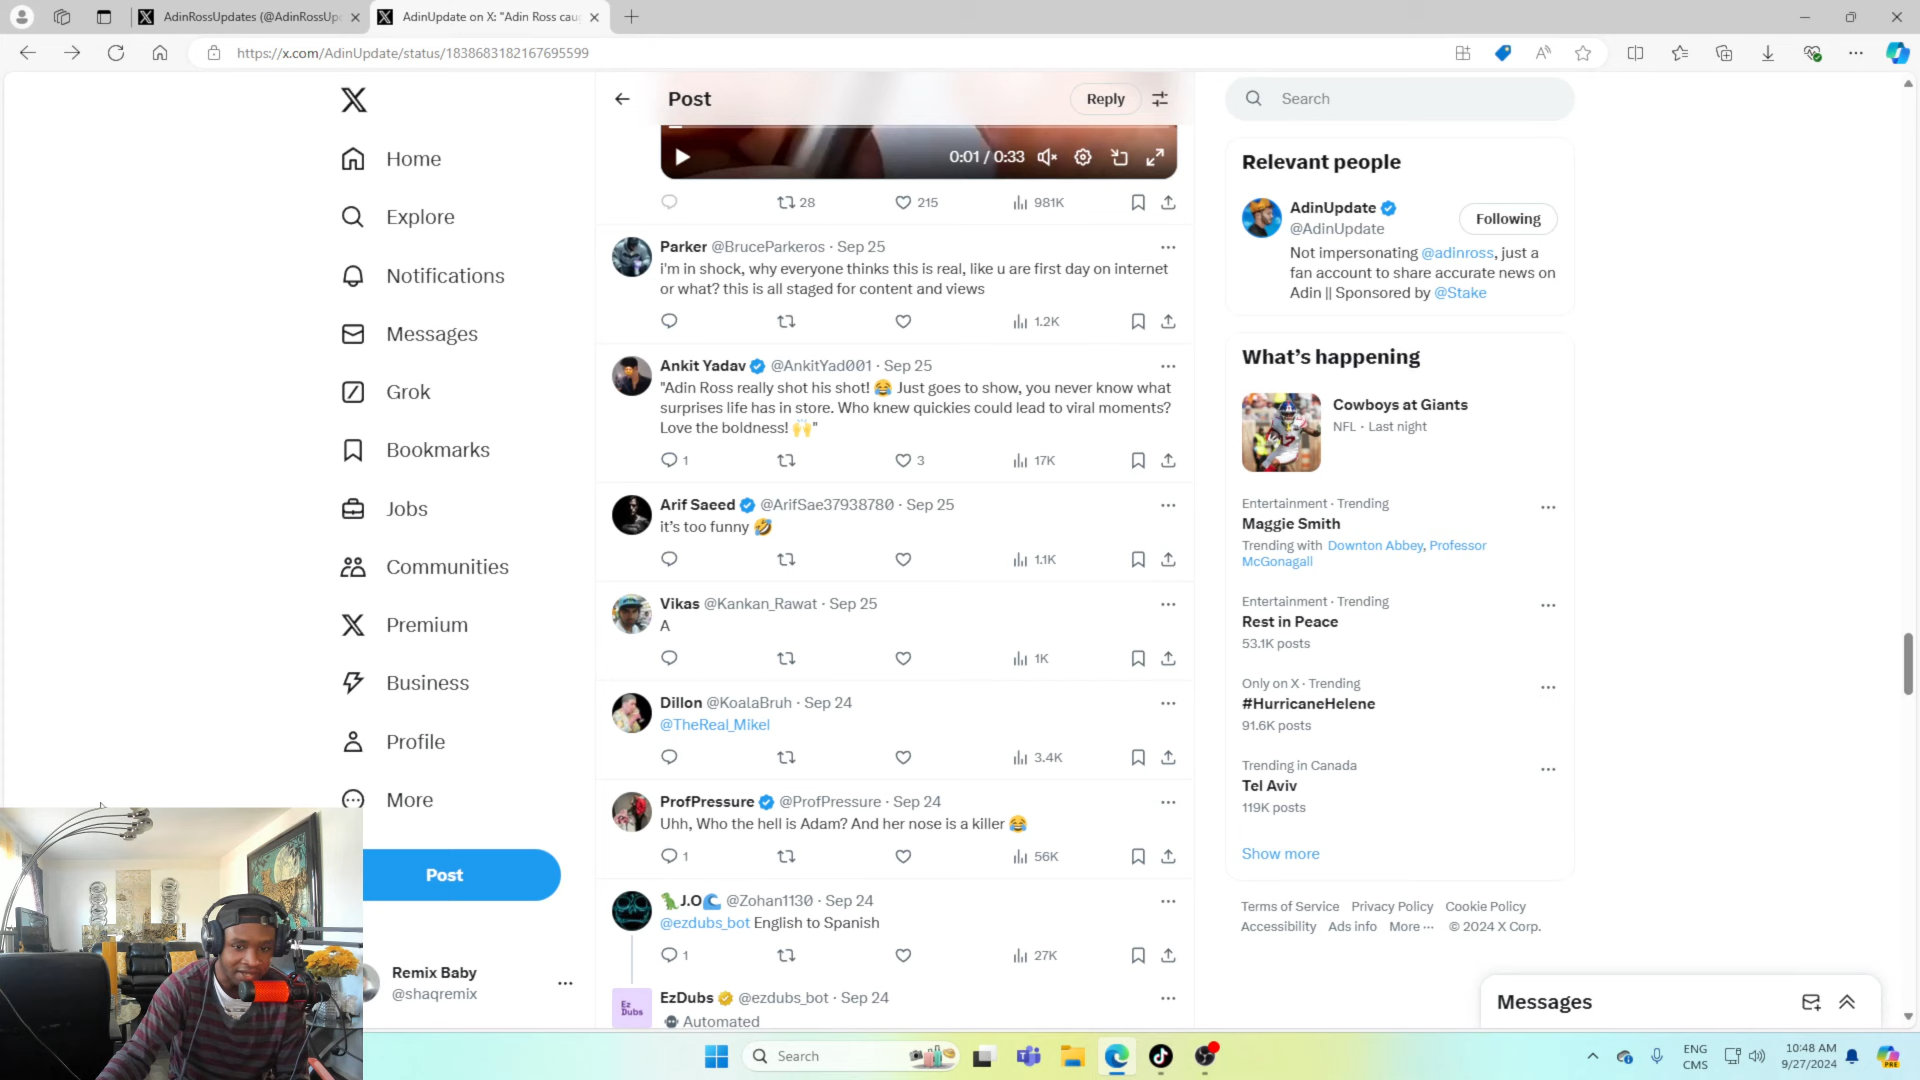 AdinRossUpdates (@AdinRossUp
AdinUpdate on X: "Adin Ross cau
https://x.com/AdinUpdate/status/1838683182167695599
Home
Explore
Notifications
Messages
Grok
Bookmarks
Jobs
Communities
Premium
Business
Profile
More
Post
Remix Baby
@shaqremix
Post
Reply
0:01 / 0:33
28 215 981K
Parker @BruceParkeros · Sep 25
i'm in shock, why everyone thinks this is real, like u are first day on internet
or what? this is all staged for content and views
1.2K
Ankit Yadav @AnkitYad001 · Sep 25
"Adin Ross really shot his shot! 😂 Just goes to show, you never know what
surprises life has in store. Who knew quickies could lead to viral moments?
Love the boldness! 🙌"
1 3 17K
Arif Saeed @ArifSae37938780 · Sep 25
it's too funny 🤣
1.1K
Vikas @Kankan_Rawat · Sep 25
A
1K
Dillon @KoalaBruh · Sep 24
@TheReal_Mikel
3.4K
ProfPressure @ProfPressure · Sep 24
Uhh, Who the hell is Adam? And her nose is a killer 😂
1 56K
🦖J.O🌊 @Zohan1130 · Sep 24
@ezdubs_bot English to Spanish
1 27K
Ez
Dubs
EzDubs @ezdubs_bot · Sep 24
Automated
Search
Relevant people
AdinUpdate
@AdinUpdate
Following
Not impersonating @adinross, just a
fan account to share accurate news on
Adin || Sponsored by @Stake
What's happening
Cowboys at Giants
NFL · Last night
Entertainment · Trending
Maggie Smith
Trending with Downton Abbey, Professor
McGonagall
Entertainment · Trending
Rest in Peace
53.1K posts
Only on X · Trending
#HurricaneHelene
91.6K posts
Trending in Canada
Tel Aviv
119K posts
Show more
Terms of Service Privacy Policy Cookie Policy
Accessibility Ads info More ··· © 2024 X Corp.
Messages
Search
ENG
CMS
10:48 AM
9/27/2024
PRE